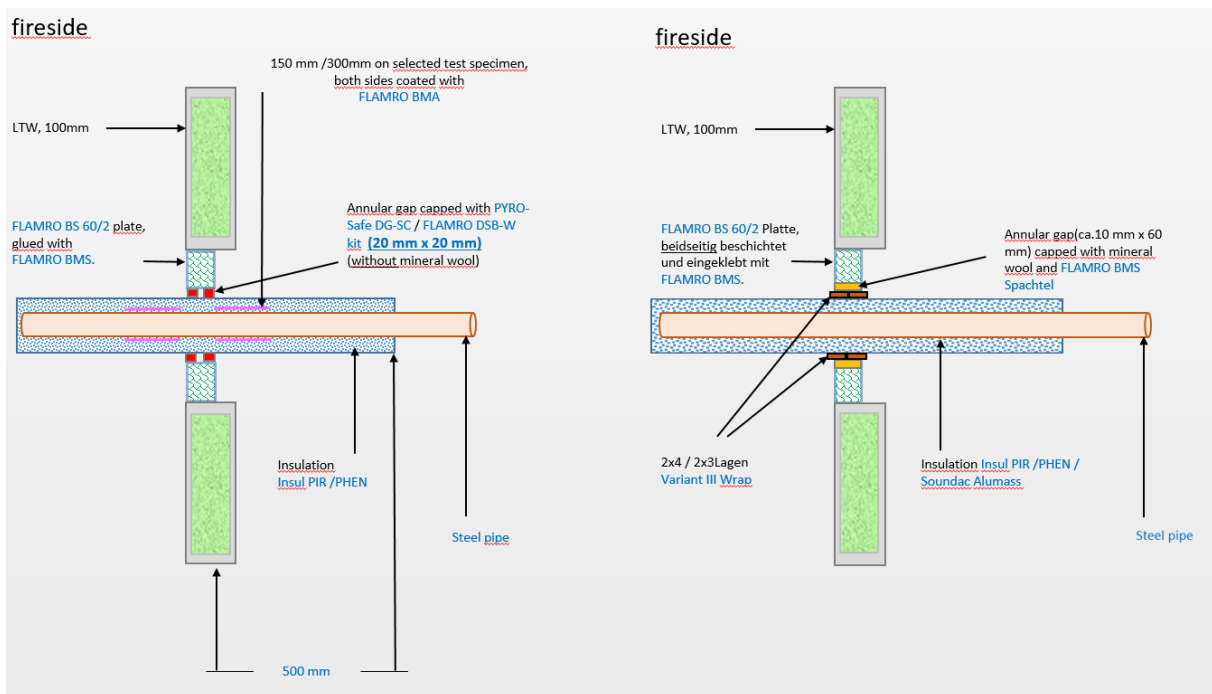 fireside
150 mm /300mm on selected test specimen,
both sides coated with
FLAMRO BMA
LTW, 100mm
FLAMRO BS 60/2 plate,
glued with
FLAMRO BMS.
Annular gap capped with PYRO-
Safe DG-SC / FLAMRO DSB-W
kit (20 mm x 20 mm)
(without mineral wool)
Insulation
Insul PIR /PHEN
Steel pipe
500 mm
fireside
LTW, 100mm
FLAMRO BS 60/2 Platte,
beidseitig beschichtet
und eingeklebt mit
FLAMRO BMS.
Annular gap(ca.10 mm x 60
mm) capped with mineral
wool and FLAMRO BMS
Spachtel
2x4 / 2x3Lagen
Variant III Wrap
Insulation Insul PIR /PHEN /
Soundac Alumass
Steel pipe